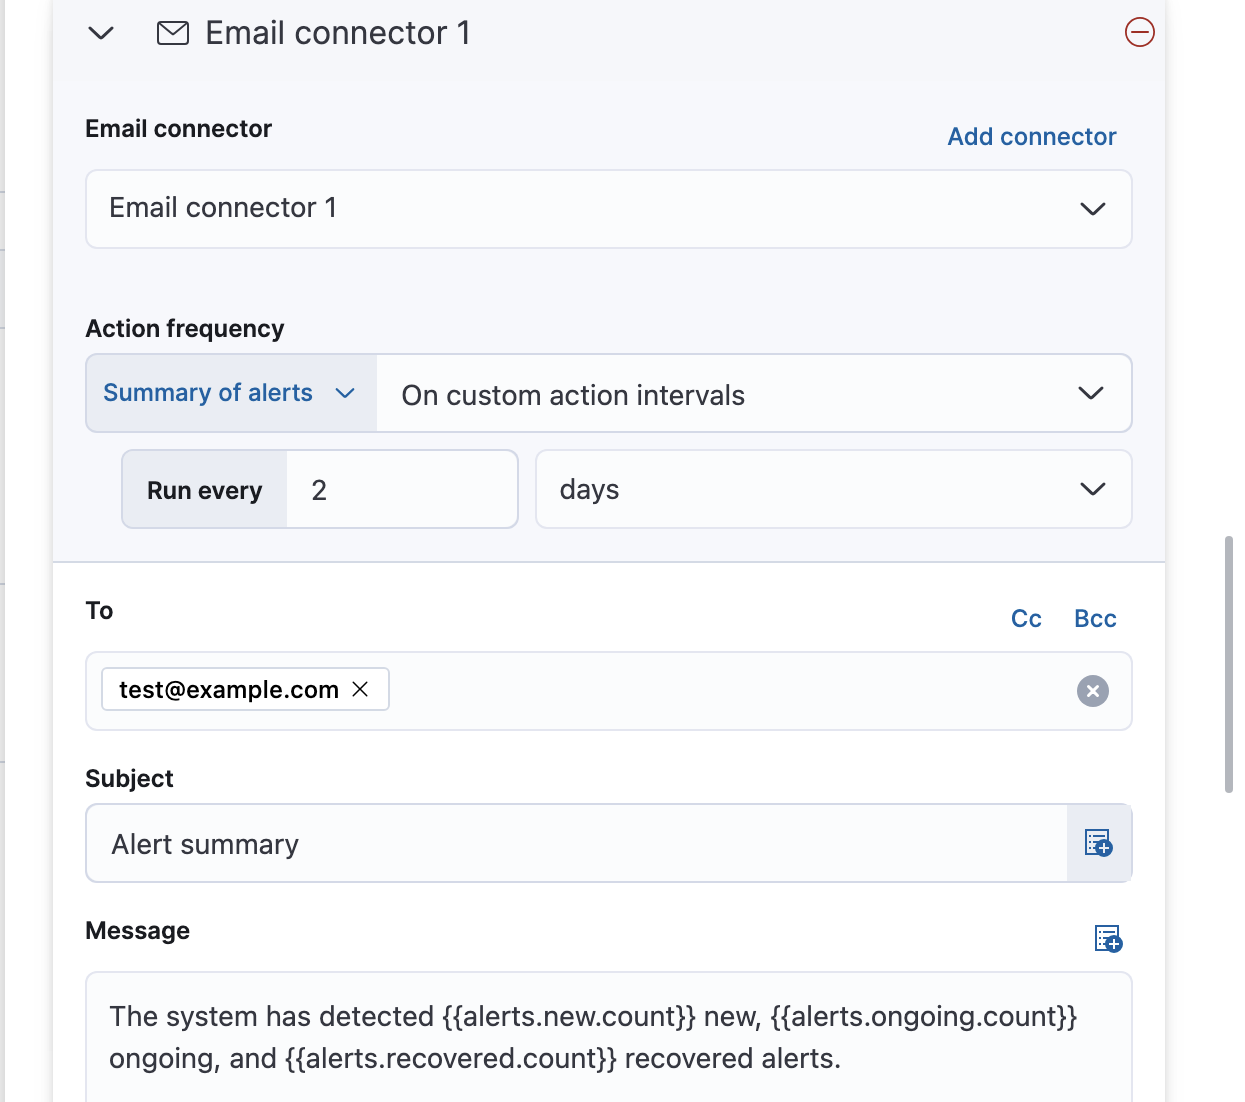 Email connector 1
Email connector
Add connector
Email connector 1
Action frequency
Summary of alerts
On custom action intervals
Run every
2
days
To
Cc
Bcc
test@example.com
Subject
Alert summary
Message
The system has detected {{alerts.new.count}} new, {{alerts.ongoing.count}}
ongoing, and {{alerts.recovered.count}} recovered alerts.